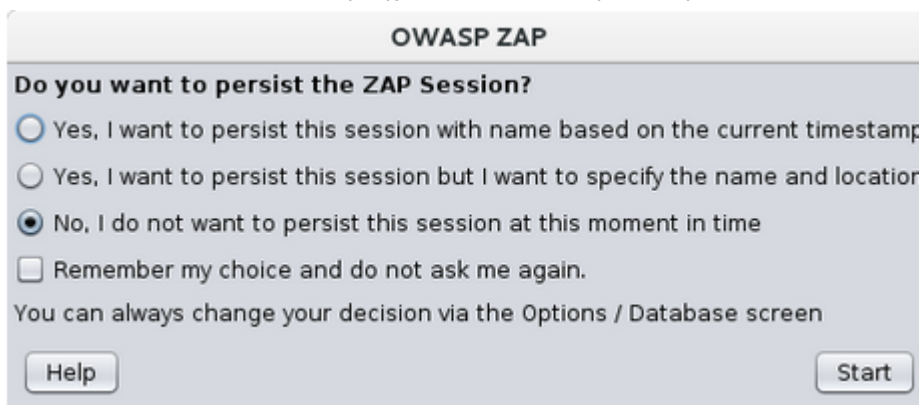 OWASP ZAP
Do you want to persist the ZAP Session?
Yes, I want to persist this session with name based on the current timestamp
Yes, I want to persist this session but I want to specify the name and location
No, I do not want to persist this session at this moment in time
Remember my choice and do not ask me again.
You can always change your decision via the Options / Database screen
Help
Start